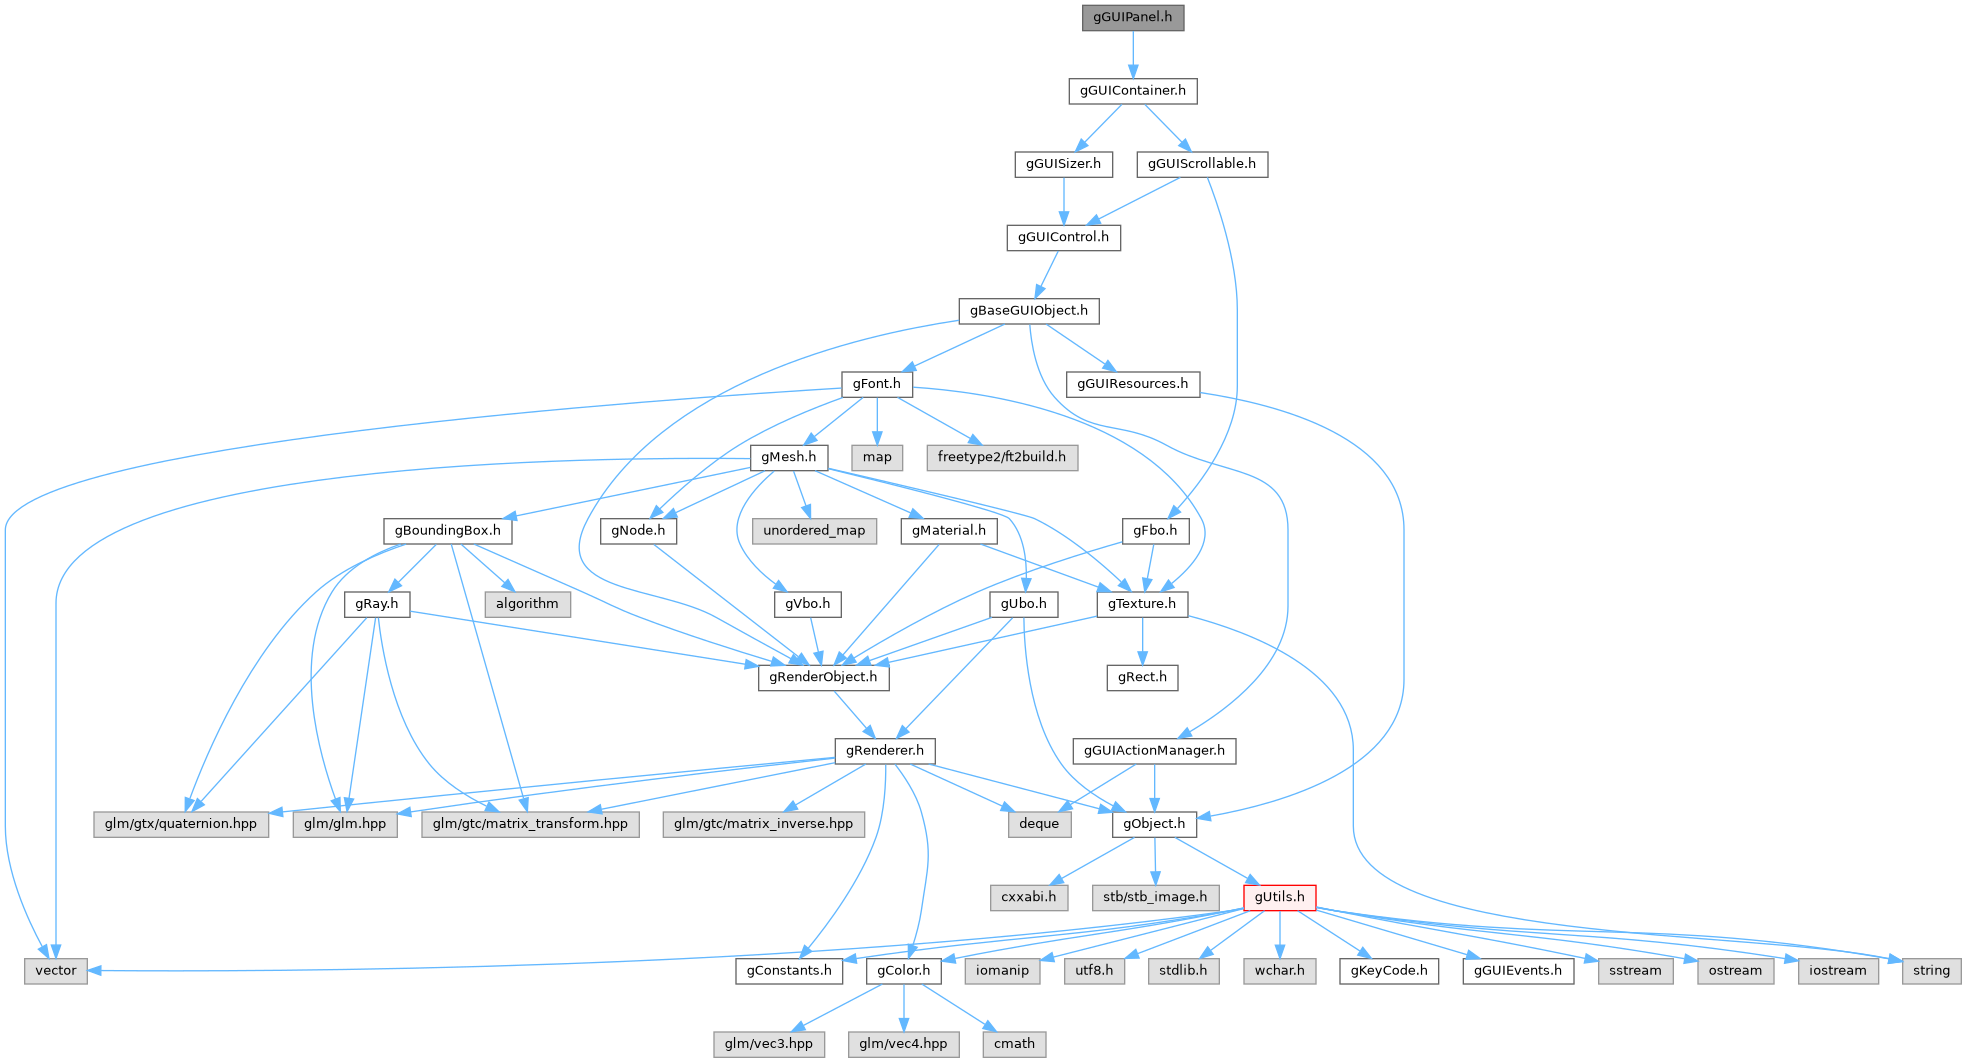 gGUIPanel.h
gGUIContainer.h
gGUISizer.h
gGUIScrollable.h
gGUIControl.h
gBaseGUIObject.h
gFont.h
gGUIResources.h
gMesh.h
map
freetype2/ft2build.h
gBoundingBox.h
gNode.h
unordered_map
gMaterial.h
gFbo.h
gRay.h
algorithm
gVbo.h
gUbo.h
gTexture.h
gRenderObject.h
gRect.h
gRenderer.h
gGUIActionManager.h
glm/gtx/quaternion.hpp
glm/glm.hpp
glm/gtc/matrix_transform.hpp
glm/gtc/matrix_inverse.hpp
deque
gObject.h
cxxabi.h
stb/stb_image.h
gUtils.h
vector
gConstants.h
gColor.h
iomanip
utf8.h
stdlib.h
wchar.h
gKeyCode.h
gGUIEvents.h
sstream
ostream
iostream
string
glm/vec3.hpp
glm/vec4.hpp
cmath